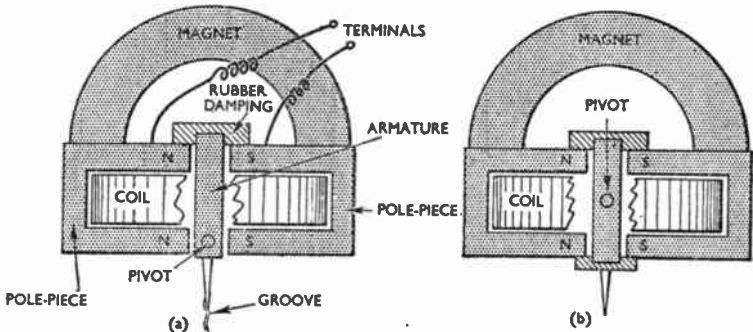 MAGNET
TERMINALS
RUBBER
DAMPING
ARMATURE
N S
COIL
POLE-PIECE
N S
PIVOT
POLE-PIECE
GROOVE
(a)
MAGNET
PIVOT
N S
COIL
N S
(b)